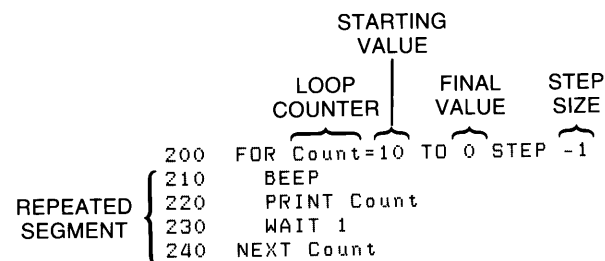 STARTING
VALUE
LOOP
COUNTER
FINAL
VALUE
STEP
SIZE
200 FOR Count=10 TO 0 STEP -1
210 BEEP
220 PRINT Count
230 WAIT 1
240 NEXT Count
REPEATED
SEGMENT